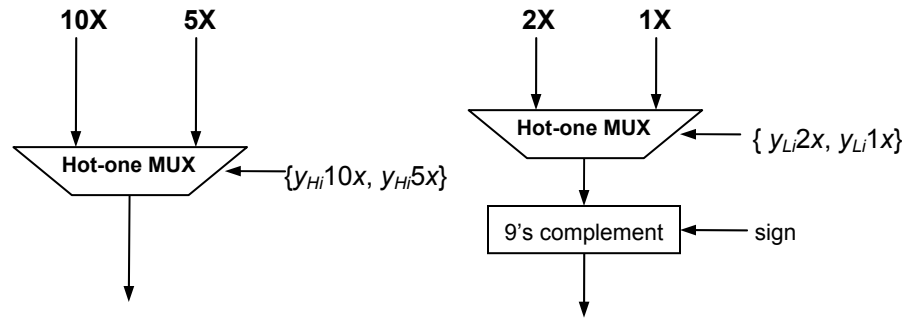 10X 5X
Hot-one MUX
{yHi10x, yHi5x}
2X 1X
Hot-one MUX
{ yLi2x, yLi1x}
9's complement
sign